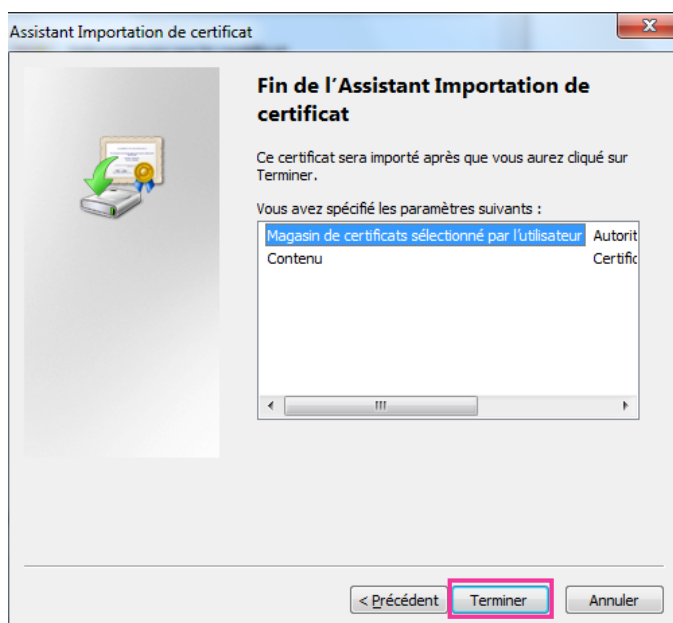 Assistant Importation de certificat
Fin de l'Assistant Importation de
certificat
Ce certificat sera importé après que vous aurez cliqué sur
Terminer.
Vous avez spécifié les paramètres suivants :
Magasin de certificats sélectionné par l'utilisateur Autorit
Contenu Certific
< Précédent Terminer Annuler